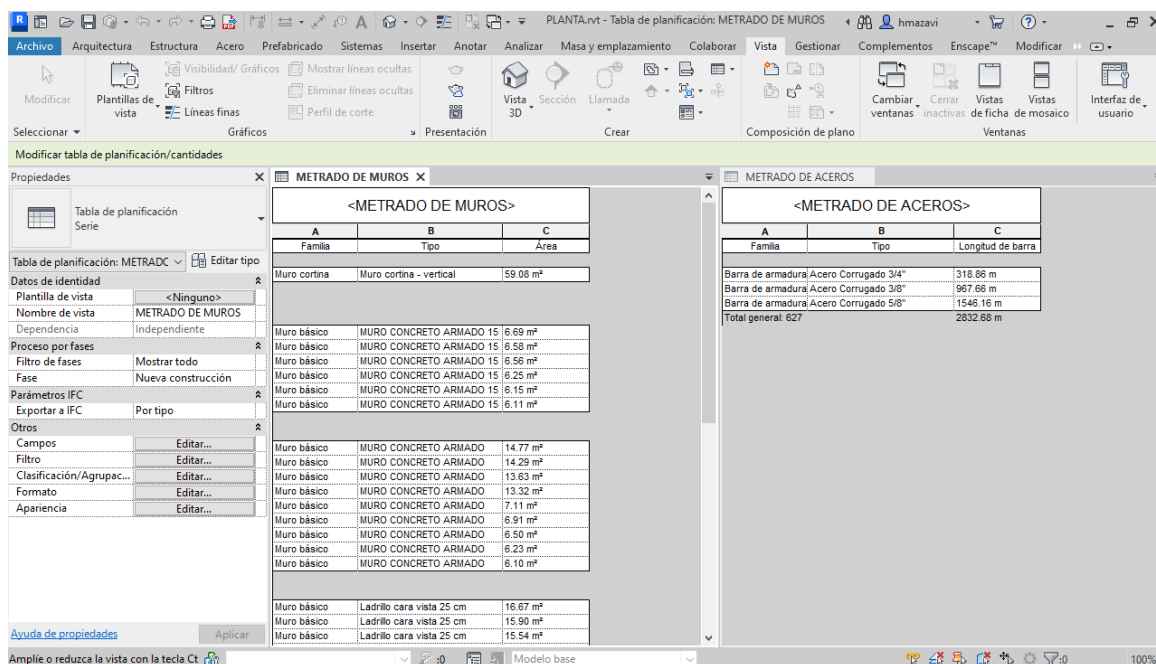 PLANTA.rvt - Tabla de planificación: METRADO DE MUROS
hmazavi
Archivo Arquitectura Estructura Acero Prefabricado Sistemas Insertar Anotar Analizar Masa y emplazamiento Colaborar Vista Gestionar Complementos Enscape™ Modificar
Modificar
Plantillas de vista
Visibilidad/ Gráficos
Filtros
Líneas finas
Mostrar líneas ocultas
Eliminar líneas ocultas
Perfil de corte
Vista 3D
Sección
Llamada
Cambiar ventanas
Cerrar inactivas
Vistas de ficha
Vistas de mosaico
Interfaz de usuario
Seleccionar
Gráficos
Presentación
Crear
Composición de plano
Ventanas
Modificar tabla de planificación/cantidades
Propiedades
Tabla de planificación
Serie
Tabla de planificación: METRADC
Editar tipo
Datos de identidad
Plantilla de vista <Ninguno>
Nombre de vista METRADO DE MUROS
Dependencia Independiente
Proceso por fases
Filtro de fases Mostrar todo
Fase Nueva construcción
Parámetros IFC
Exportar a IFC Por tipo
Otros
Campos Editar...
Filtro Editar...
Clasificación/Agrupac... Editar...
Formato Editar...
Apariencia Editar...
Ayuda de propiedades
Aplicar
METRADO DE MUROS
<METRADO DE MUROS>
A B C
Familia Tipo Área
Muro cortina Muro cortina - vertical 59.08 m²
Muro básico MURO CONCRETO ARMADO 15 6.69 m²
Muro básico MURO CONCRETO ARMADO 15 6.58 m²
Muro básico MURO CONCRETO ARMADO 15 6.56 m²
Muro básico MURO CONCRETO ARMADO 15 6.25 m²
Muro básico MURO CONCRETO ARMADO 15 6.15 m²
Muro básico MURO CONCRETO ARMADO 15 6.11 m²
Muro básico MURO CONCRETO ARMADO 14.77 m²
Muro básico MURO CONCRETO ARMADO 14.29 m²
Muro básico MURO CONCRETO ARMADO 13.63 m²
Muro básico MURO CONCRETO ARMADO 13.32 m²
Muro básico MURO CONCRETO ARMADO 7.11 m²
Muro básico MURO CONCRETO ARMADO 6.91 m²
Muro básico MURO CONCRETO ARMADO 6.50 m²
Muro básico MURO CONCRETO ARMADO 6.23 m²
Muro básico MURO CONCRETO ARMADO 6.10 m²
Muro básico Ladrillo cara vista 25 cm 16.67 m²
Muro básico Ladrillo cara vista 25 cm 15.90 m²
Muro básico Ladrillo cara vista 25 cm 15.54 m²
METRADO DE ACEROS
<METRADO DE ACEROS>
A B C
Familia Tipo Longitud de barra
Barra de armadura Acero Corrugado 3/4" 318.86 m
Barra de armadura Acero Corrugado 3/8" 967.66 m
Barra de armadura Acero Corrugado 5/8" 1546.16 m
Total general: 627 2832.68 m
Amplíe o reduzca la vista con la tecla Ct
:0
Modelo base
:0
100%